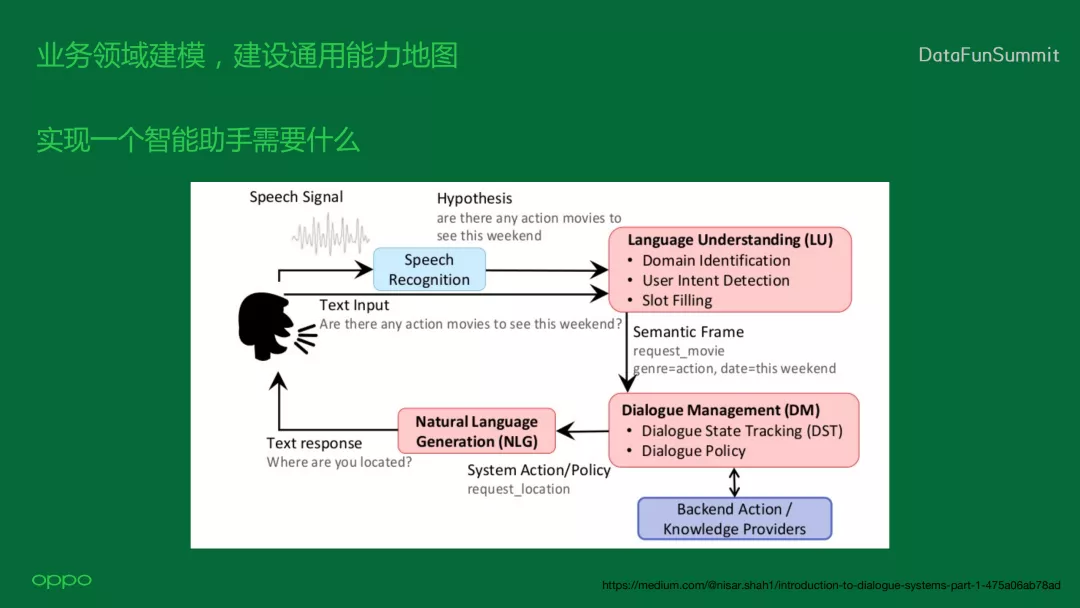 业务领域建模，建设通用能力地图
DataFunSummit
实现一个智能助手需要什么
Speech Signal
Hypothesis
are there any action movies to
see this weekend
Speech
Recognition
Language Understanding (LU)
• Domain Identification
• User Intent Detection
• Slot Filling
Text Input
Are there any action movies to see this weekend?
Semantic Frame
request_movie
genre=action, date=this weekend
Dialogue Management (DM)
• Dialogue State Tracking (DST)
• Dialogue Policy
Natural Language
Generation (NLG)
Text response
Where are you located?
System Action/Policy
request_location
Backend Action /
Knowledge Providers
oppo
https://medium.com/@nisar.shah1/introduction-to-dialogue-systems-part-1-475a06ab78ad